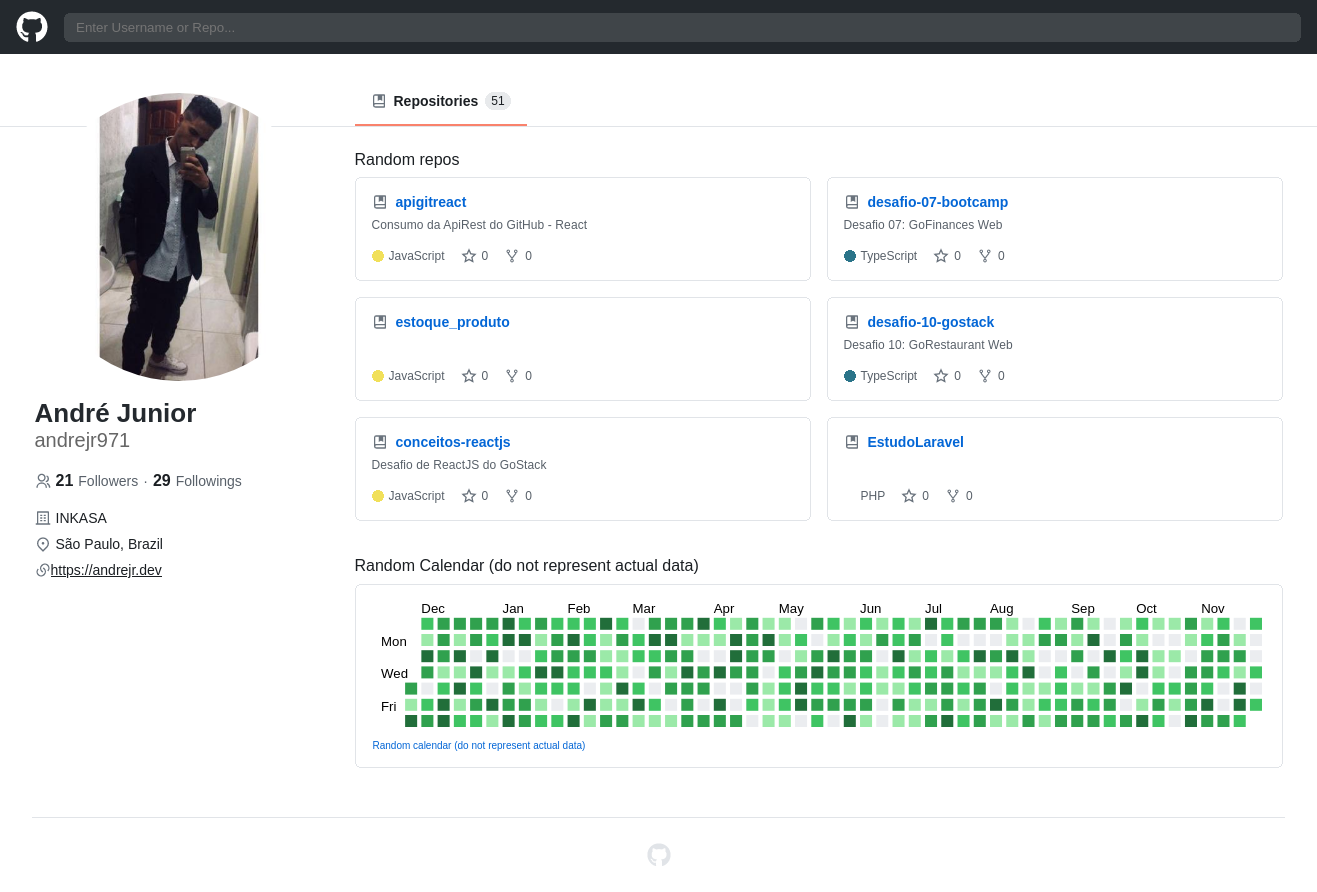 Enter Username or Repo...
Repositories 51
André Junior
andrejr971
21 Followers · 29 Followings
INKASA
São Paulo, Brazil
https://andrejr.dev
Random repos
apigitreact
Consumo da ApiRest do GitHub - React
JavaScript 0 0
desafio-07-bootcamp
Desafio 07: GoFinances Web
TypeScript 0 0
estoque_produto
JavaScript 0 0
desafio-10-gostack
Desafio 10: GoRestaurant Web
TypeScript 0 0
conceitos-reactjs
Desafio de ReactJS do GoStack
JavaScript 0 0
EstudoLaravel
PHP 0 0
Random Calendar (do not represent actual data)
Dec Jan Feb Mar Apr May Jun Jul Aug Sep Oct Nov
Mon
Wed
Fri
Random calendar (do not represent actual data)